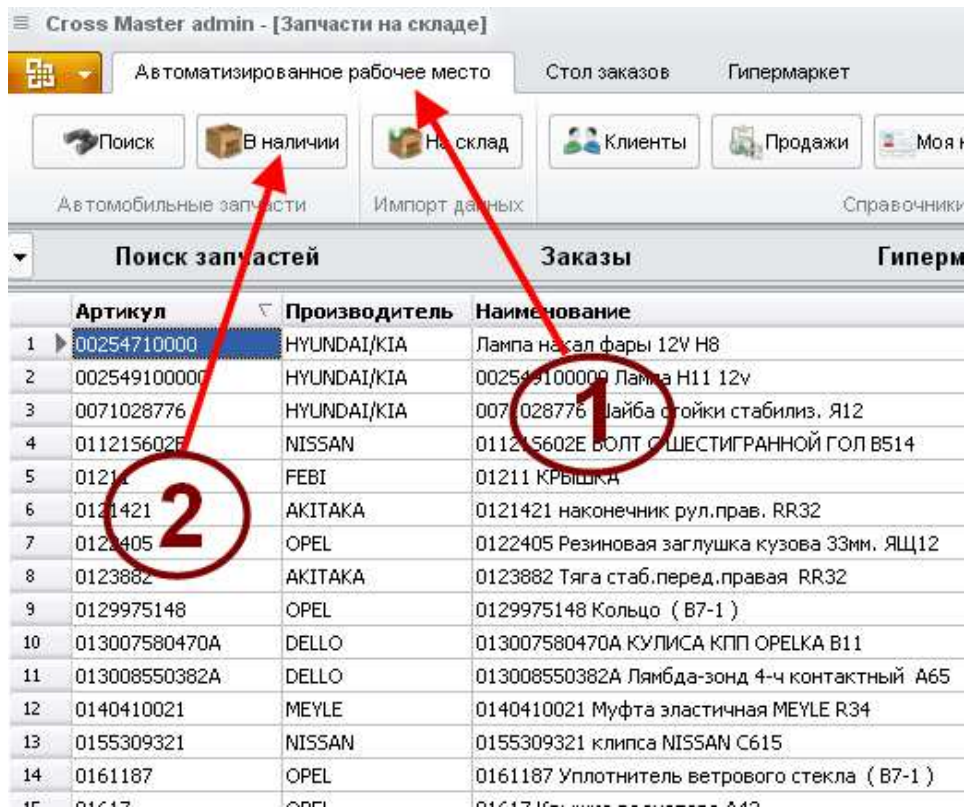 Cross Master admin - [Запчасти на складе]
Автоматизированное рабочее место Стол заказов Гипермаркет
Поиск В наличии На склад Клиенты Продажи Моя
Автомобильные запчасти Импорт данных Справочники
Поиск запчастей Заказы Гиперм
Артикул Производитель Наименование
1 00254710000 HYUNDAI/KIA Лампа накал фары 12V H8
2 002549100000 HYUNDAI/KIA 002549100000 Лампа H11 12v
3 0071028776 HYUNDAI/KIA 0071028776 Шайба стойки стабилиз. Я12
4 011215602E NISSAN 011215602E БОЛТ С ШЕСТИГРАННОЙ ГОЛ B514
5 01211 FEBI 01211 КРЫШКА
1
6 0121421 AKITAKA 0121421 наконечник рул.прав. RR32
2
7 0122405 OPEL 0122405 Резиновая заглушка кузова 33мм. ЯЩ12
8 0123882 AKITAKA 0123882 Тяга стаб.перед.правая RR32
9 0129975148 OPEL 0129975148 Кольцо ( B7-1 )
10 013007580470A DELLO 013007580470A КУЛИСА КПП OPELKA B11
11 013008550382A DELLO 013008550382A Лямбда-зонд 4-ч контактный A65
12 0140410021 MEYLE 0140410021 Муфта эластичная MEYLE R34
13 0155309321 NISSAN 0155309321 клипса NISSAN C615
14 0161187 OPEL 0161187 Уплотнитель ветрового стекла ( B7-1 )
15 01617 OPEL 01617